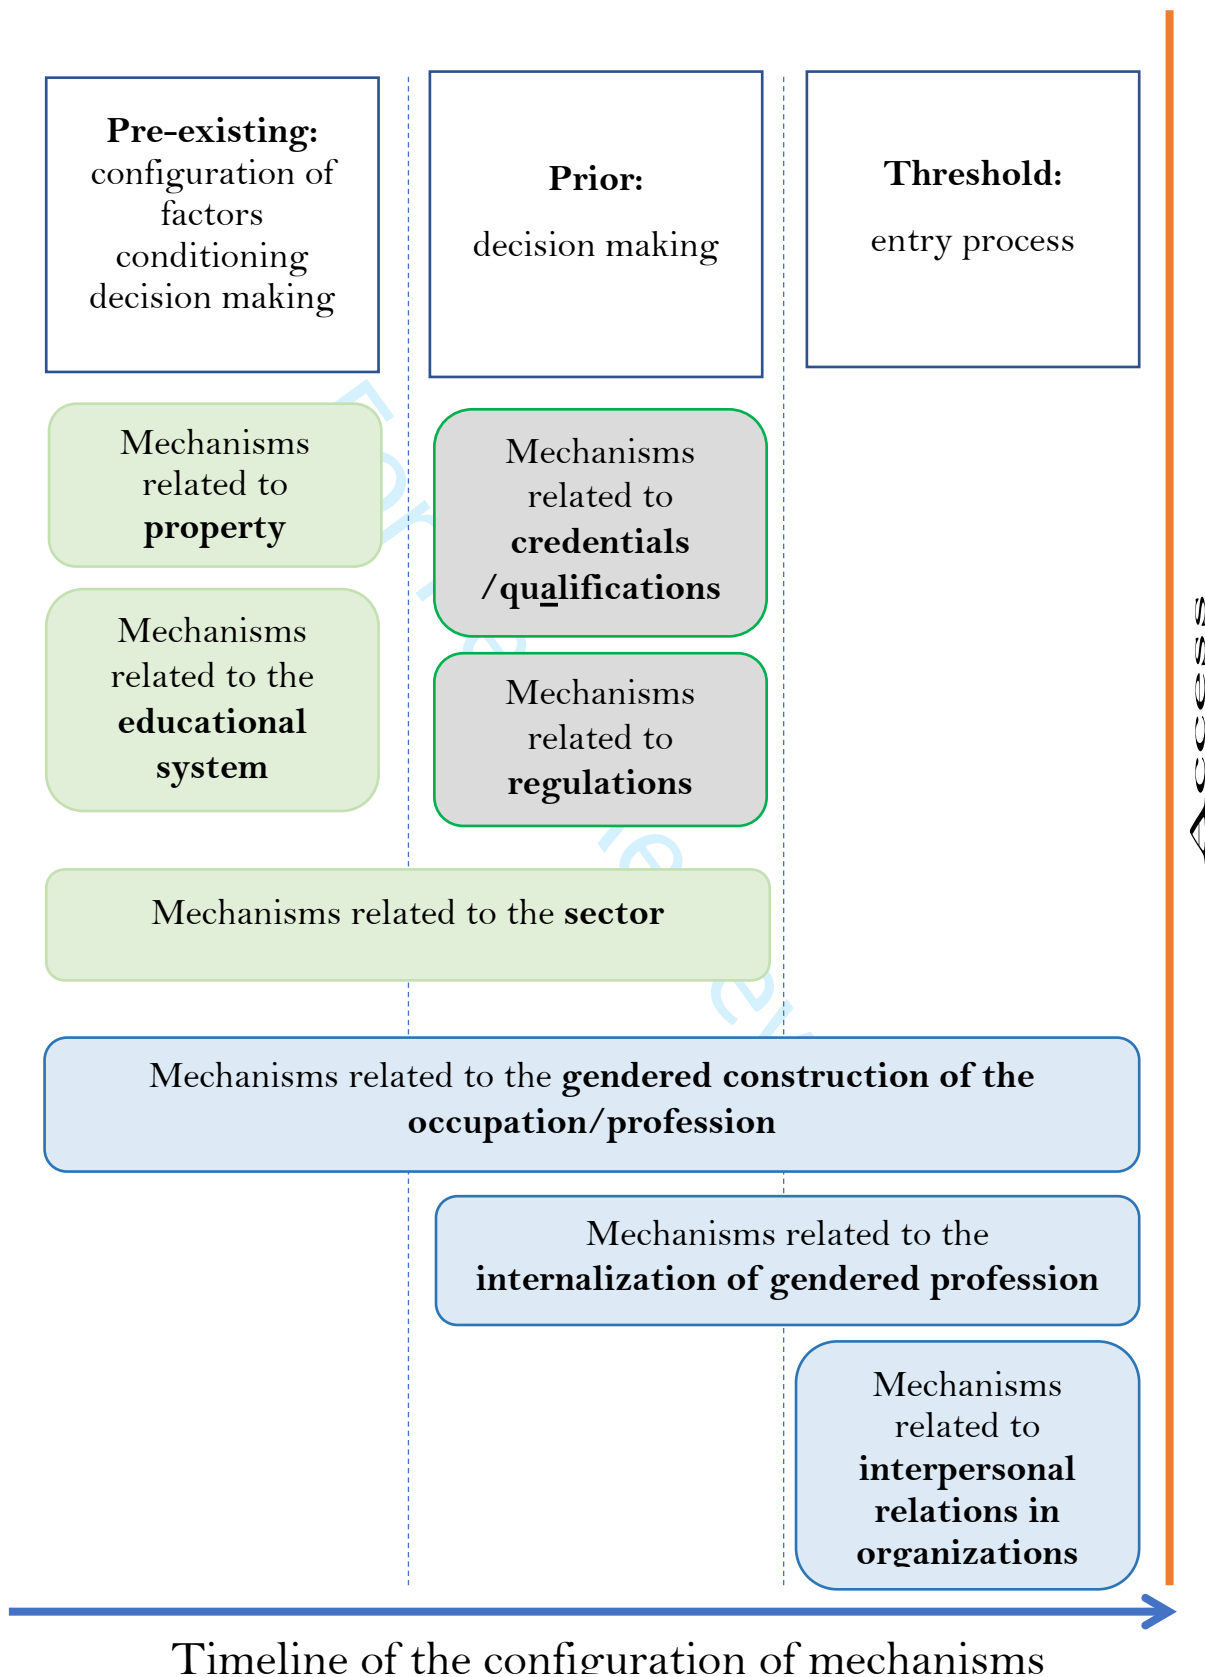 Pre-existing:
configuration of
factors
conditioning
decision making
Prior:
decision making
Threshold:
entry process
Mechanisms
related to
property
Mechanisms
related to
credentials
/qualifications
Mechanisms
related to the
educational
system
Mechanisms
related to
regulations
Mechanisms related to the sector
Mechanisms related to the gendered construction of the
occupation/profession
Mechanisms related to the
internalization of gendered profession
Mechanisms
related to
interpersonal
relations in
organizations
Access
Timeline of the configuration of mechanisms